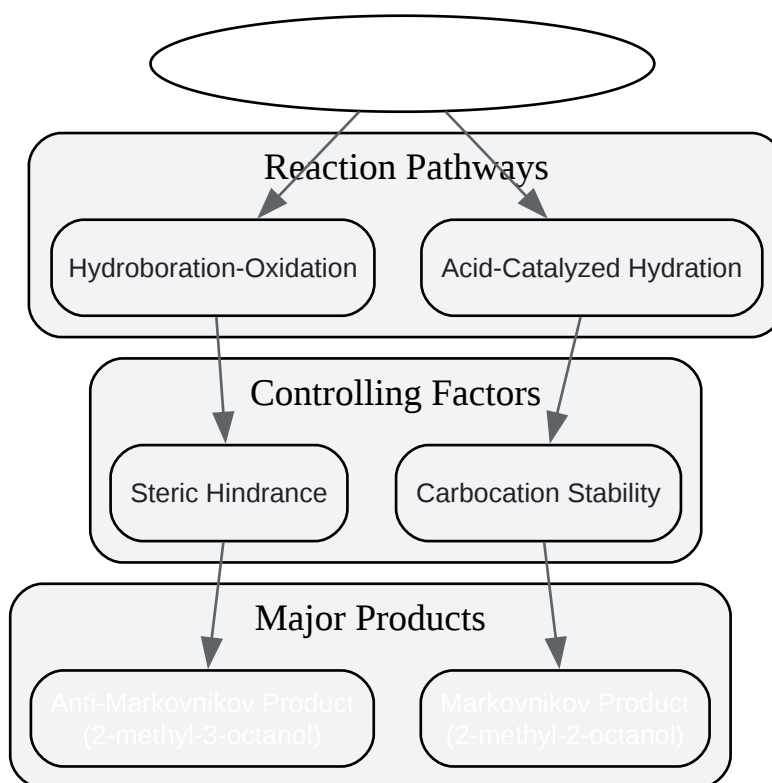 Reaction Pathways
Hydroboration-Oxidation
Acid-Catalyzed Hydration
Controlling Factors
Steric Hindrance
Carbocation Stability
Major Products
Anti-Markovnikov Product
(2-methyl-3-octanol)
Markovnikov Product
(2-methyl-2-octanol)